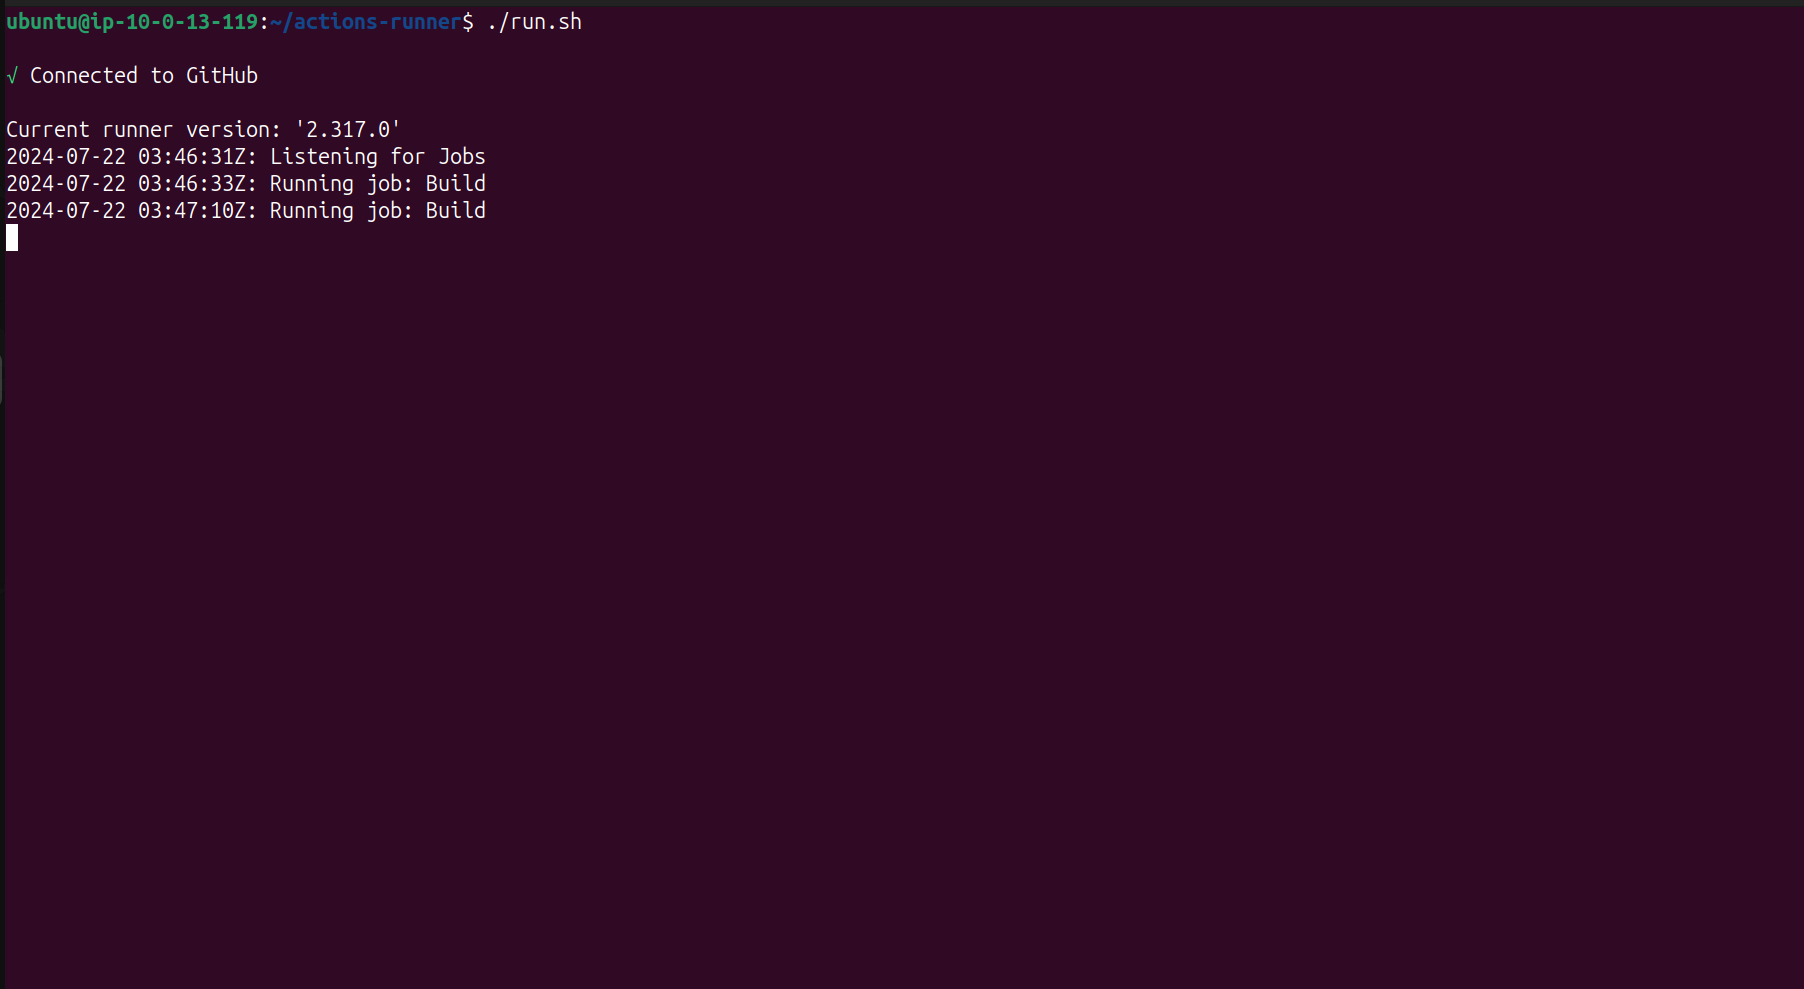 ubuntu@ip-10-0-13-119:~/actions-runner$ ./run.sh
√ Connected to GitHub
Current runner version: '2.317.0'
2024-07-22 03:46:31Z: Listening for Jobs
2024-07-22 03:46:33Z: Running job: Build
2024-07-22 03:47:10Z: Running job: Build